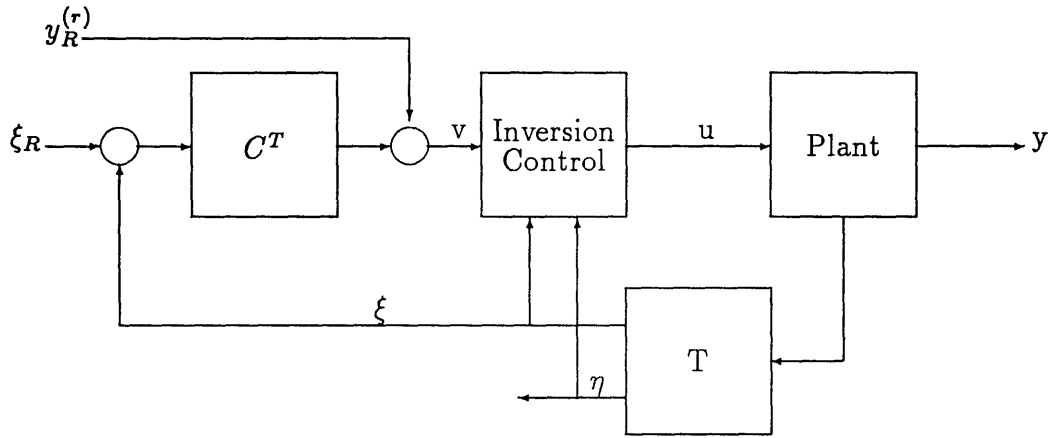 y_R^{(r)}
ξ_R
C^T
v
Inversion
Control
u
Plant
y
ξ
T
η